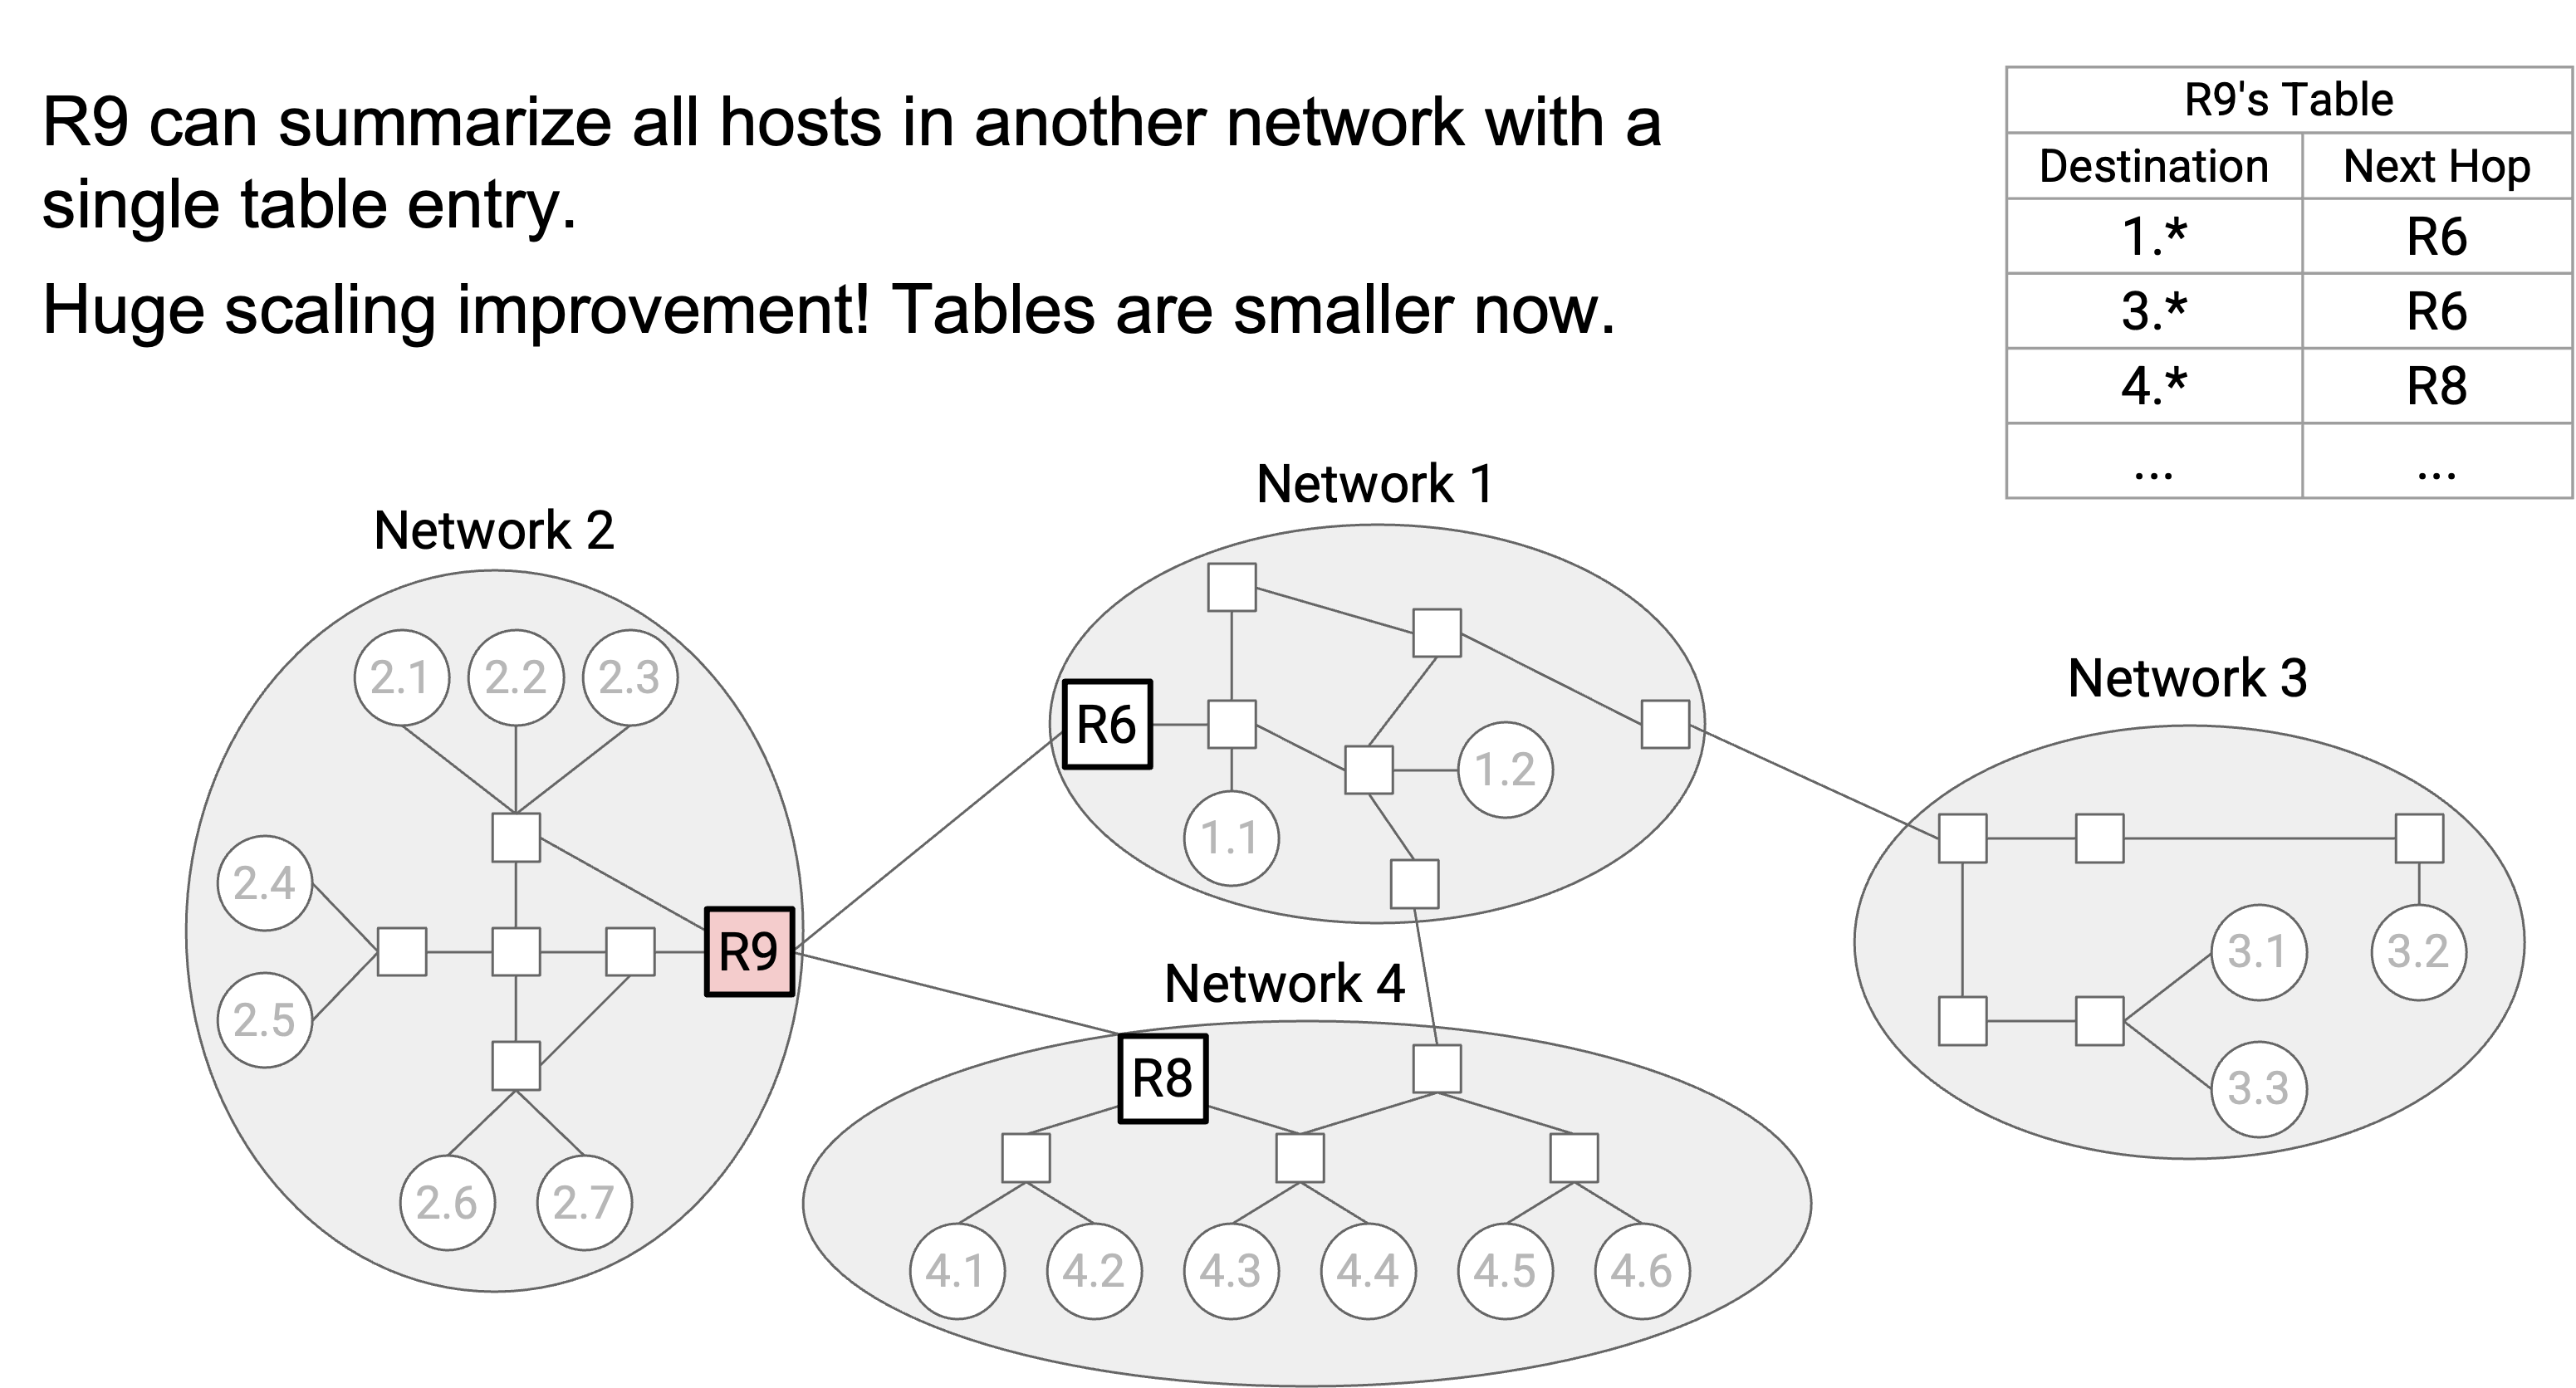 R9 can summarize all hosts in another network with a
single table entry.
Huge scaling improvement! Tables are smaller now.
R9's Table
Destination Next Hop
1.* R6
3.* R6
4.* R8
... ...
Network 2
2.1 2.2 2.3
2.4
2.5
R9
2.6 2.7
Network 1
R6
1.2
1.1
Network 4
R8
4.1 4.2 4.3 4.4 4.5 4.6
Network 3
3.1 3.2
3.3